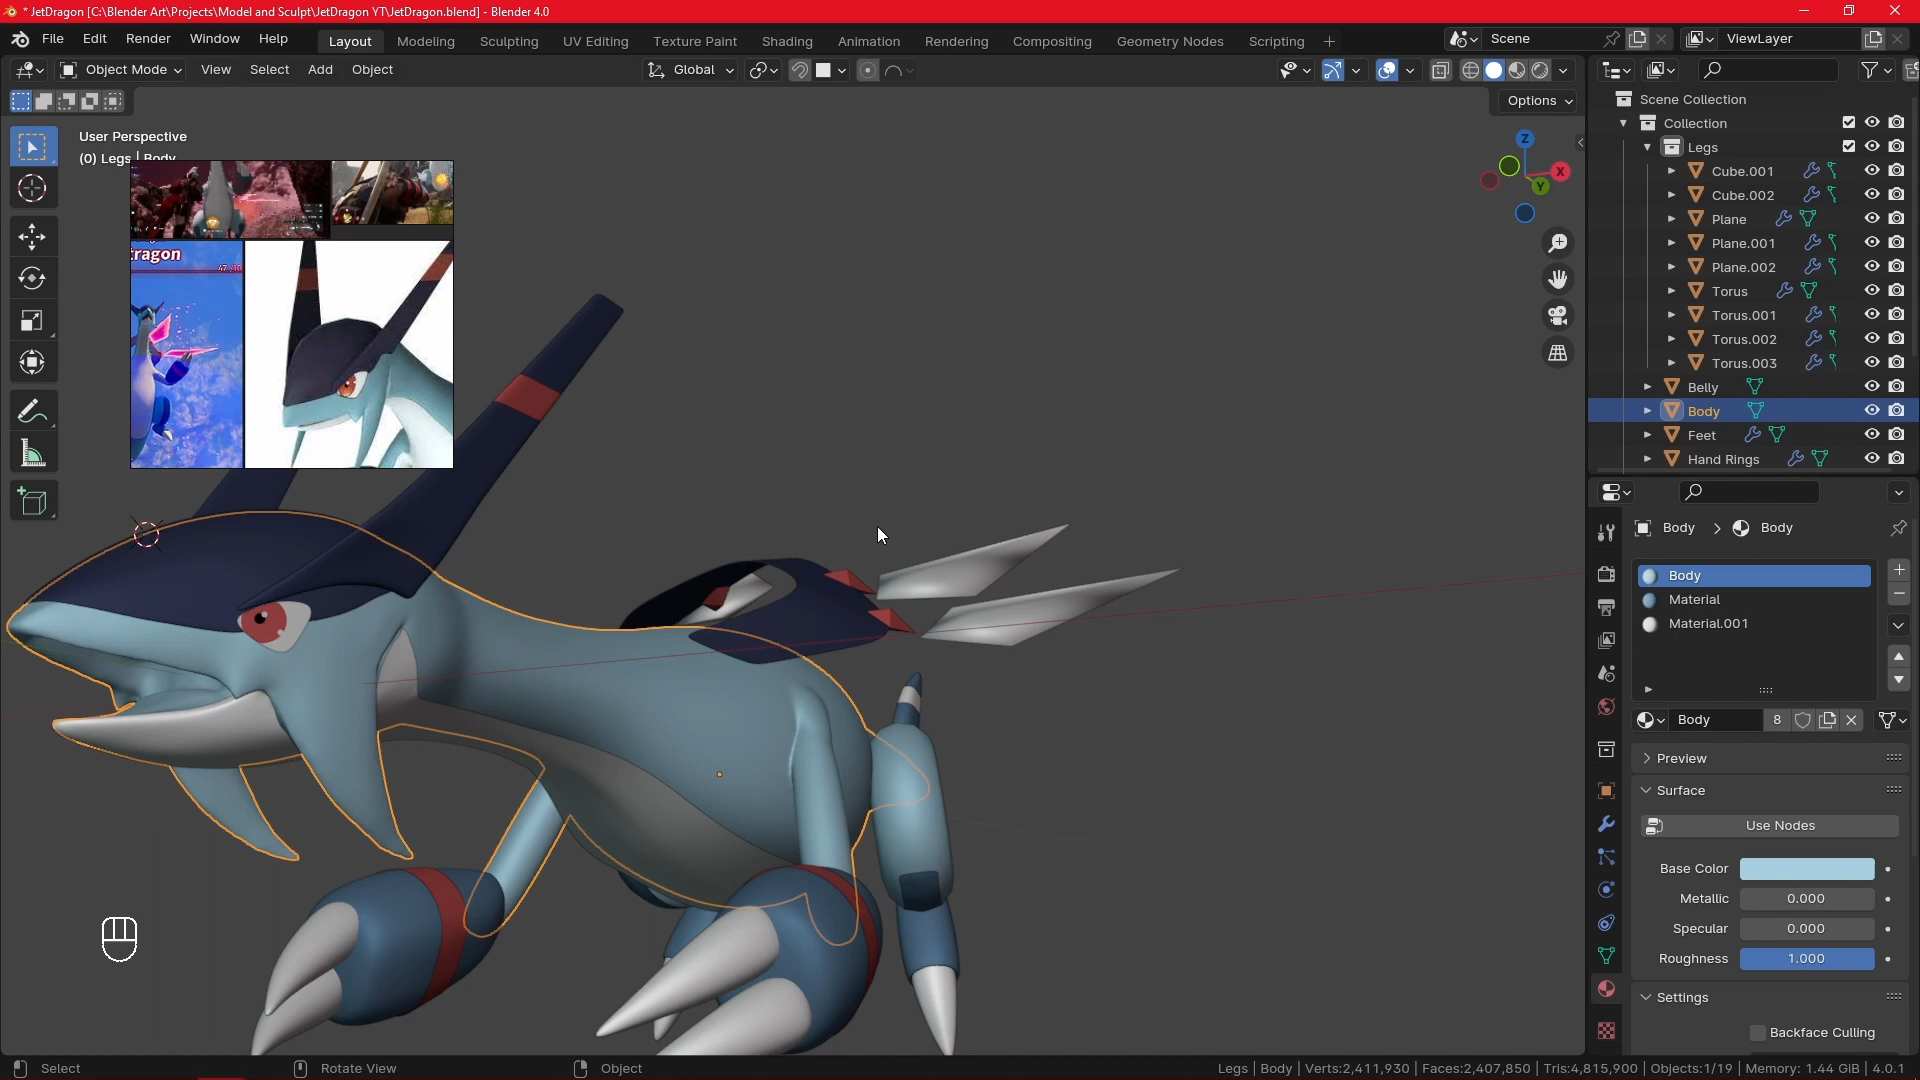 * JetDragon [C:\Blender Art\Projects\Model and Sculpt\JetDragon YT\JetDragon.blend] - Blender 4.0
File Edit Render Window Help Layout Modeling Sculpting UV Editing Texture Paint Shading Animation Rendering Compositing Geometry Nodes Scripting + Scene ViewLayer
Object Mode View Select Add Object Global
Options
User Perspective
(0) Legs | Body
Z
X
Y
Scene Collection
Collection
Legs
Cube.001
Cube.002
Plane
Plane.001
Plane.002
Torus
Torus.001
Torus.002
Torus.003
Belly
Body
Feet
Hand Rings
Body > Body
Body
Material
Material.001
Body 8
Preview
Surface
Use Nodes
Base Color
Metallic 0.000
Specular 0.000
Roughness 1.000
Settings
Backface Culling
Select Rotate View Object Legs | Body | Verts:2,411,930 | Faces:2,407,850 | Tris:4,815,900 | Objects:1/19 | Memory: 1.44 GiB | 4.0.1